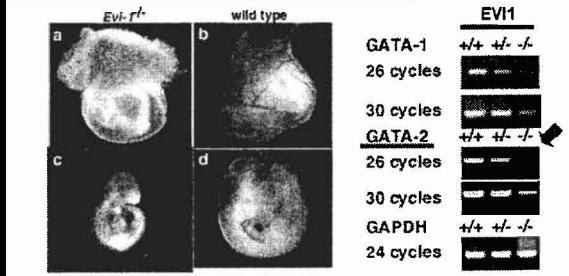 Evi-1-/- wild type
a b
c d
EVI1
GATA-1 +/+ +/- -/-
26 cycles
30 cycles
GATA-2 +/+ +/- -/-
26 cycles
30 cycles
GAPDH +/+ +/- -/-
24 cycles